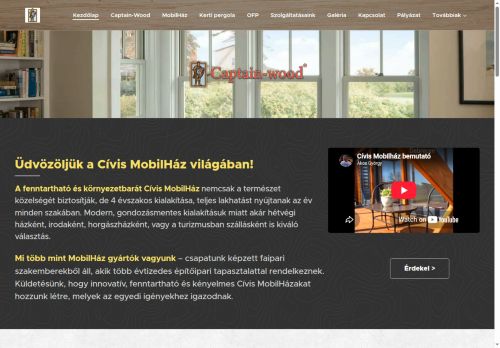 Kezdőlap Captain-Wood MobilHáz Kerti pergola OFP Szolgáltatásaink Galéria Kapcsolat Pályázat Továbbiak
Captain-wood®
Üdvözöljük a Cívis MobilHáz világában!
A fenntartható és környezetbarát Cívis MobilHáz nemcsak a természet
közelségét biztosítják, de 4 évszakos kialakítása, teljes lakhatást nyújtanak az év
minden szakában. Modern, gondozásmentes kialakításuk miatt akár hétvégi
házként, irodaként, horgászházként, vagy a turizmusban szállásként is kiváló
választás.
Mi több mint MobilHáz gyártók vagyunk – csapatunk képzett faipari
szakemberekből áll, akik több évtizedes építőipari tapasztalattal rendelkeznek.
Küldetésünk, hogy innovatív, fenntartható és kényelmes Cívis MobilHázakat
hozzunk létre, melyek az egyedi igényekhez igazodnak.
Cívis Mobilház bemutató
Ákos György
Watch on YouTube
Érdekel >